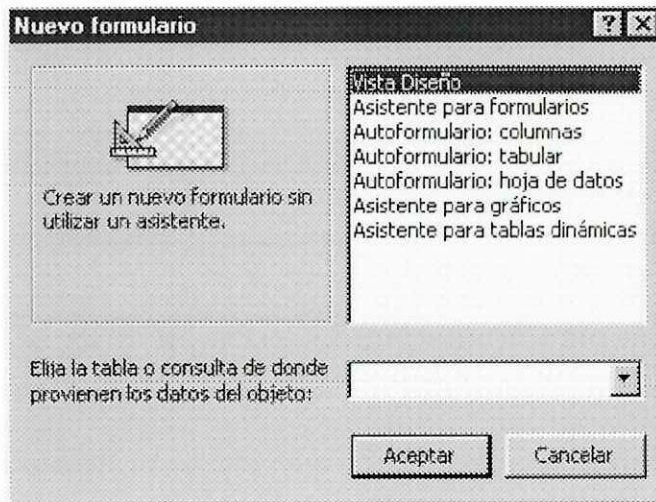 Nuevo formulario
Vista Diseño
Asistente para formularios
Autoformulario: columnas
Autoformulario: tabular
Autoformulario: hoja de datos
Asistente para gráficos
Asistente para tablas dinámicas
Crear un nuevo formulario sin
utilizar un asistente.
Elija la tabla o consulta de donde
provienen los datos del objeto:
Aceptar
Cancelar